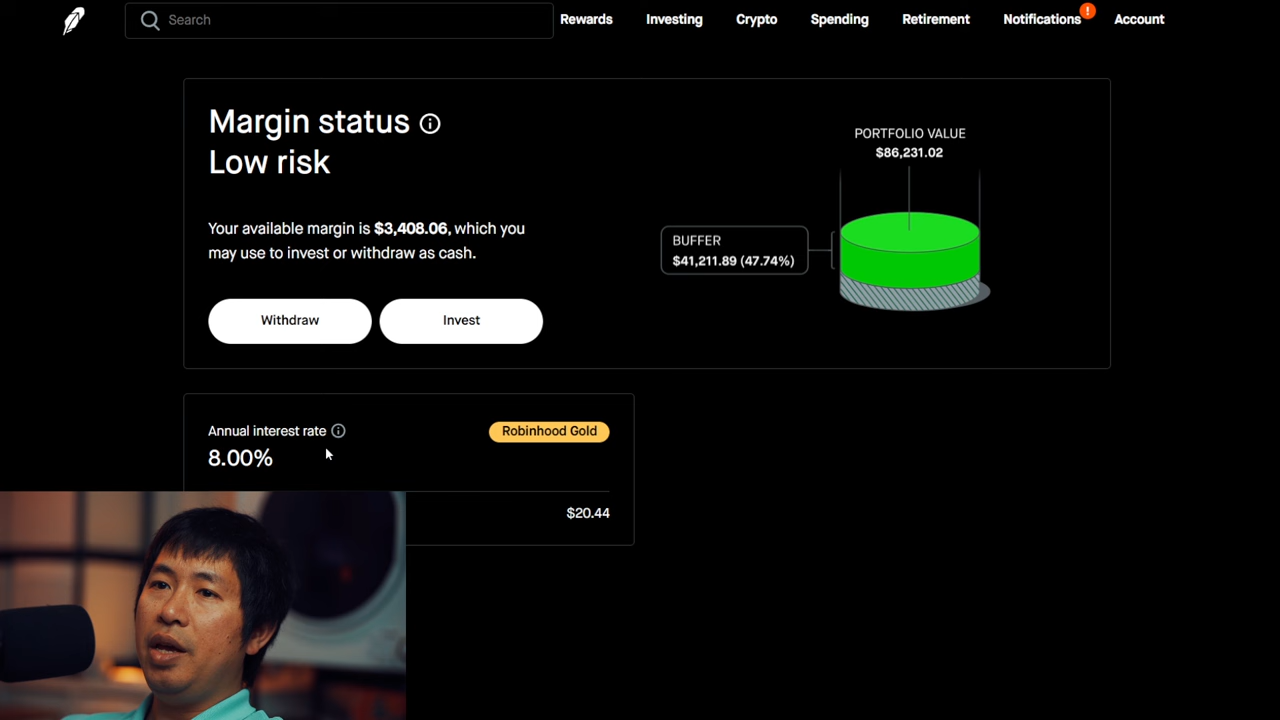 Search
Rewards
Investing
Crypto
Spending
Retirement
Notifications
!
Account
Margin status
Low risk
Your available margin is $3,408.06, which you
may use to invest or withdraw as cash.
Withdraw
Invest
PORTFOLIO VALUE
$86,231.02
BUFFER
$41,211.89 (47.74%)
Annual interest rate
Robinhood Gold
8.00%
$20.44